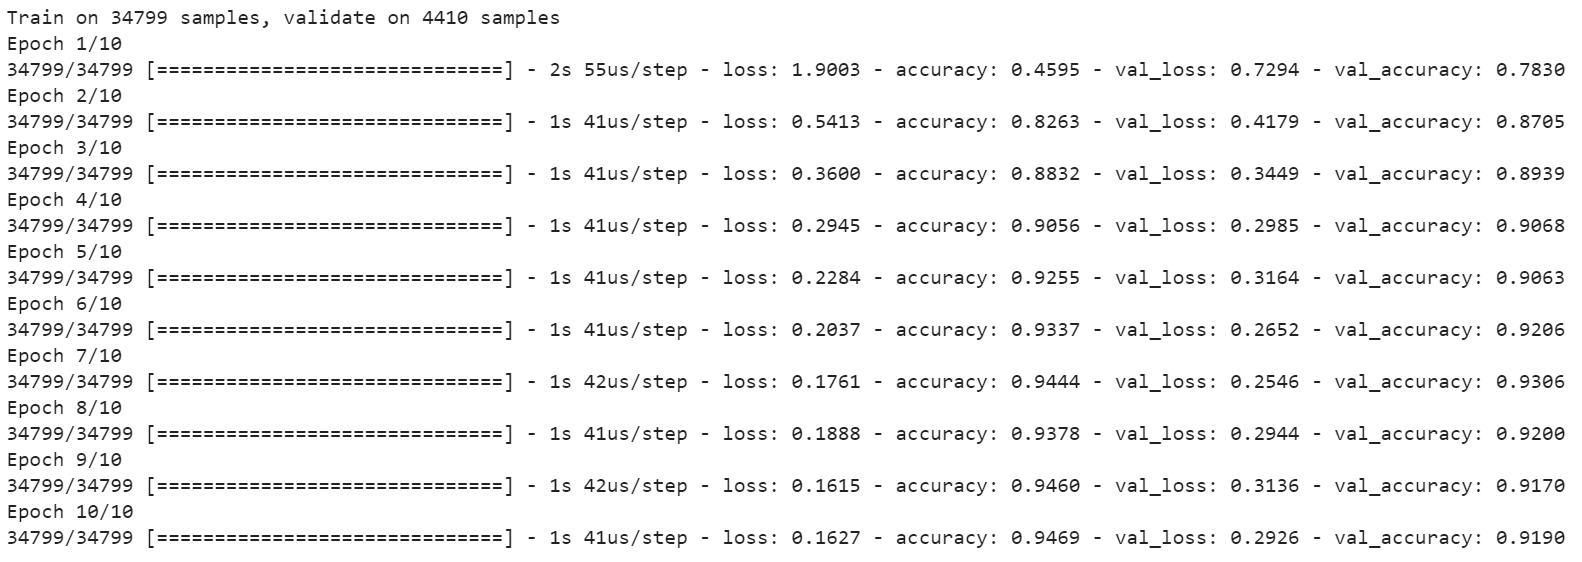 Train on 34799 samples, validate on 4410 samples
Epoch 1/10
34799/34799 [==============================] - 2s 55us/step - loss: 1.9003 - accuracy: 0.4595 - val_loss: 0.7294 - val_accuracy: 0.7830
Epoch 2/10
34799/34799 [==============================] - 1s 41us/step - loss: 0.5413 - accuracy: 0.8263 - val_loss: 0.4179 - val_accuracy: 0.8705
Epoch 3/10
34799/34799 [==============================] - 1s 41us/step - loss: 0.3600 - accuracy: 0.8832 - val_loss: 0.3449 - val_accuracy: 0.8939
Epoch 4/10
34799/34799 [==============================] - 1s 41us/step - loss: 0.2945 - accuracy: 0.9056 - val_loss: 0.2985 - val_accuracy: 0.9068
Epoch 5/10
34799/34799 [==============================] - 1s 41us/step - loss: 0.2284 - accuracy: 0.9255 - val_loss: 0.3164 - val_accuracy: 0.9063
Epoch 6/10
34799/34799 [==============================] - 1s 41us/step - loss: 0.2037 - accuracy: 0.9337 - val_loss: 0.2652 - val_accuracy: 0.9206
Epoch 7/10
34799/34799 [==============================] - 1s 42us/step - loss: 0.1761 - accuracy: 0.9444 - val_loss: 0.2546 - val_accuracy: 0.9306
Epoch 8/10
34799/34799 [==============================] - 1s 41us/step - loss: 0.1888 - accuracy: 0.9378 - val_loss: 0.2944 - val_accuracy: 0.9200
Epoch 9/10
34799/34799 [==============================] - 1s 42us/step - loss: 0.1615 - accuracy: 0.9460 - val_loss: 0.3136 - val_accuracy: 0.9170
Epoch 10/10
34799/34799 [==============================] - 1s 41us/step - loss: 0.1627 - accuracy: 0.9469 - val_loss: 0.2926 - val_accuracy: 0.9190